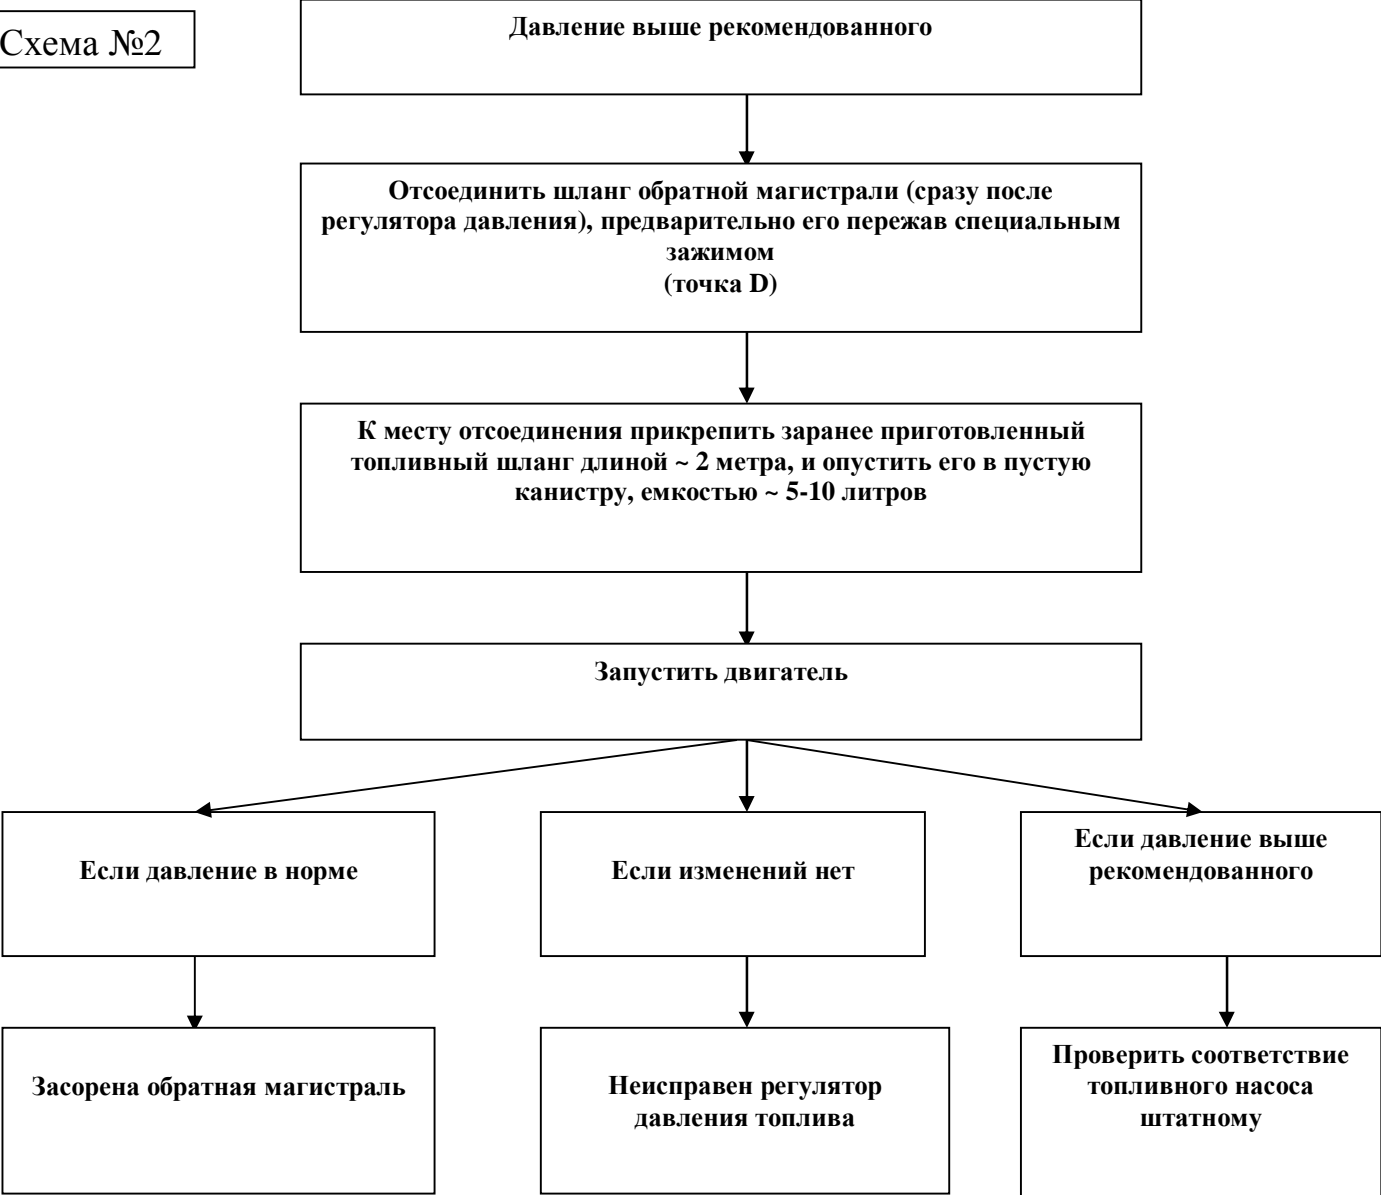 Схема №2
Давление выше рекомендованного
Отсоединить шланг обратной магистрали (сразу после
регулятора давления), предварительно его пережав специальным
зажимом
(точка D)
К месту отсоединения прикрепить заранее приготовленный
топливный шланг длиной ~ 2 метра, и опустить его в пустую
канистру, емкостью ~ 5-10 литров
Запустить двигатель
Если давление в норме
Если изменений нет
Если давление выше
рекомендованного
Засорена обратная магистраль
Неисправен регулятор
давления топлива
Проверить соответствие
топливного насоса
штатному